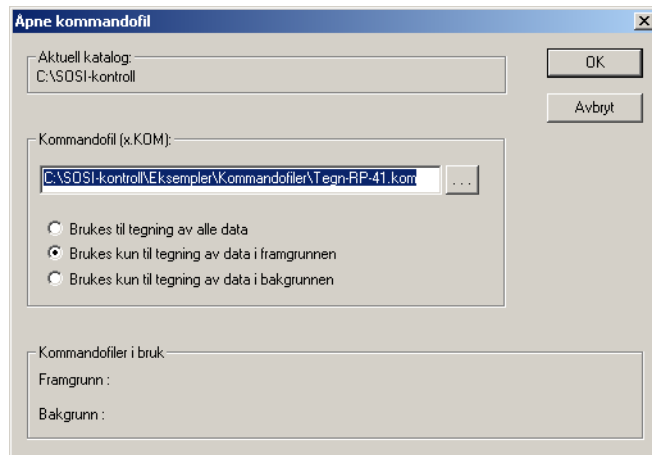 Åpne kommandofil
Aktuell katalog:
C:\SOSI-kontroll
OK
Avbryt
Kommandofil (x.KOM):
C:\SOSI-kontroll\Eksempler\Kommandofiler\Tegn-RP-41.kom
...
Brukes til tegning av alle data
Brukes kun til tegning av data i framgrunnen
Brukes kun til tegning av data i bakgrunnen
Kommandofiler i bruk
Framgrunn :
Bakgrunn :